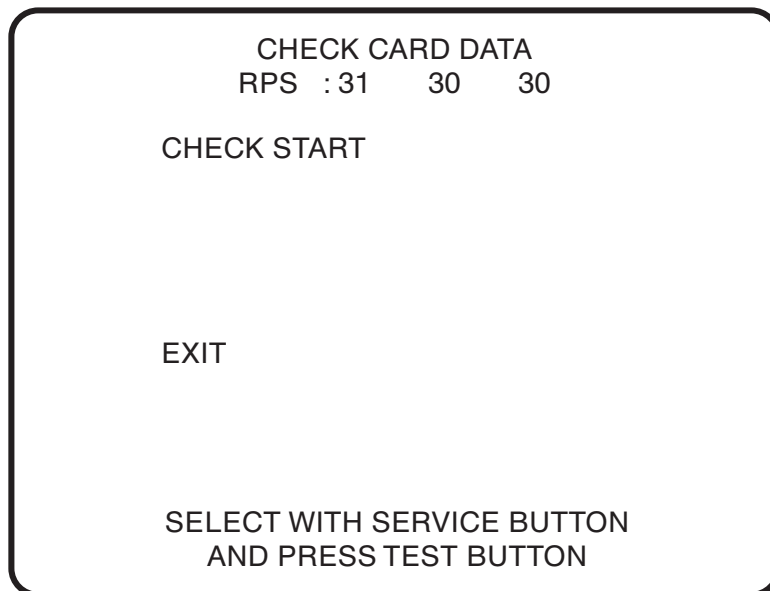 CHECK CARD DATA
RPS : 31 30 30
CHECK START
EXIT
SELECT WITH SERVICE BUTTON
AND PRESS TEST BUTTON